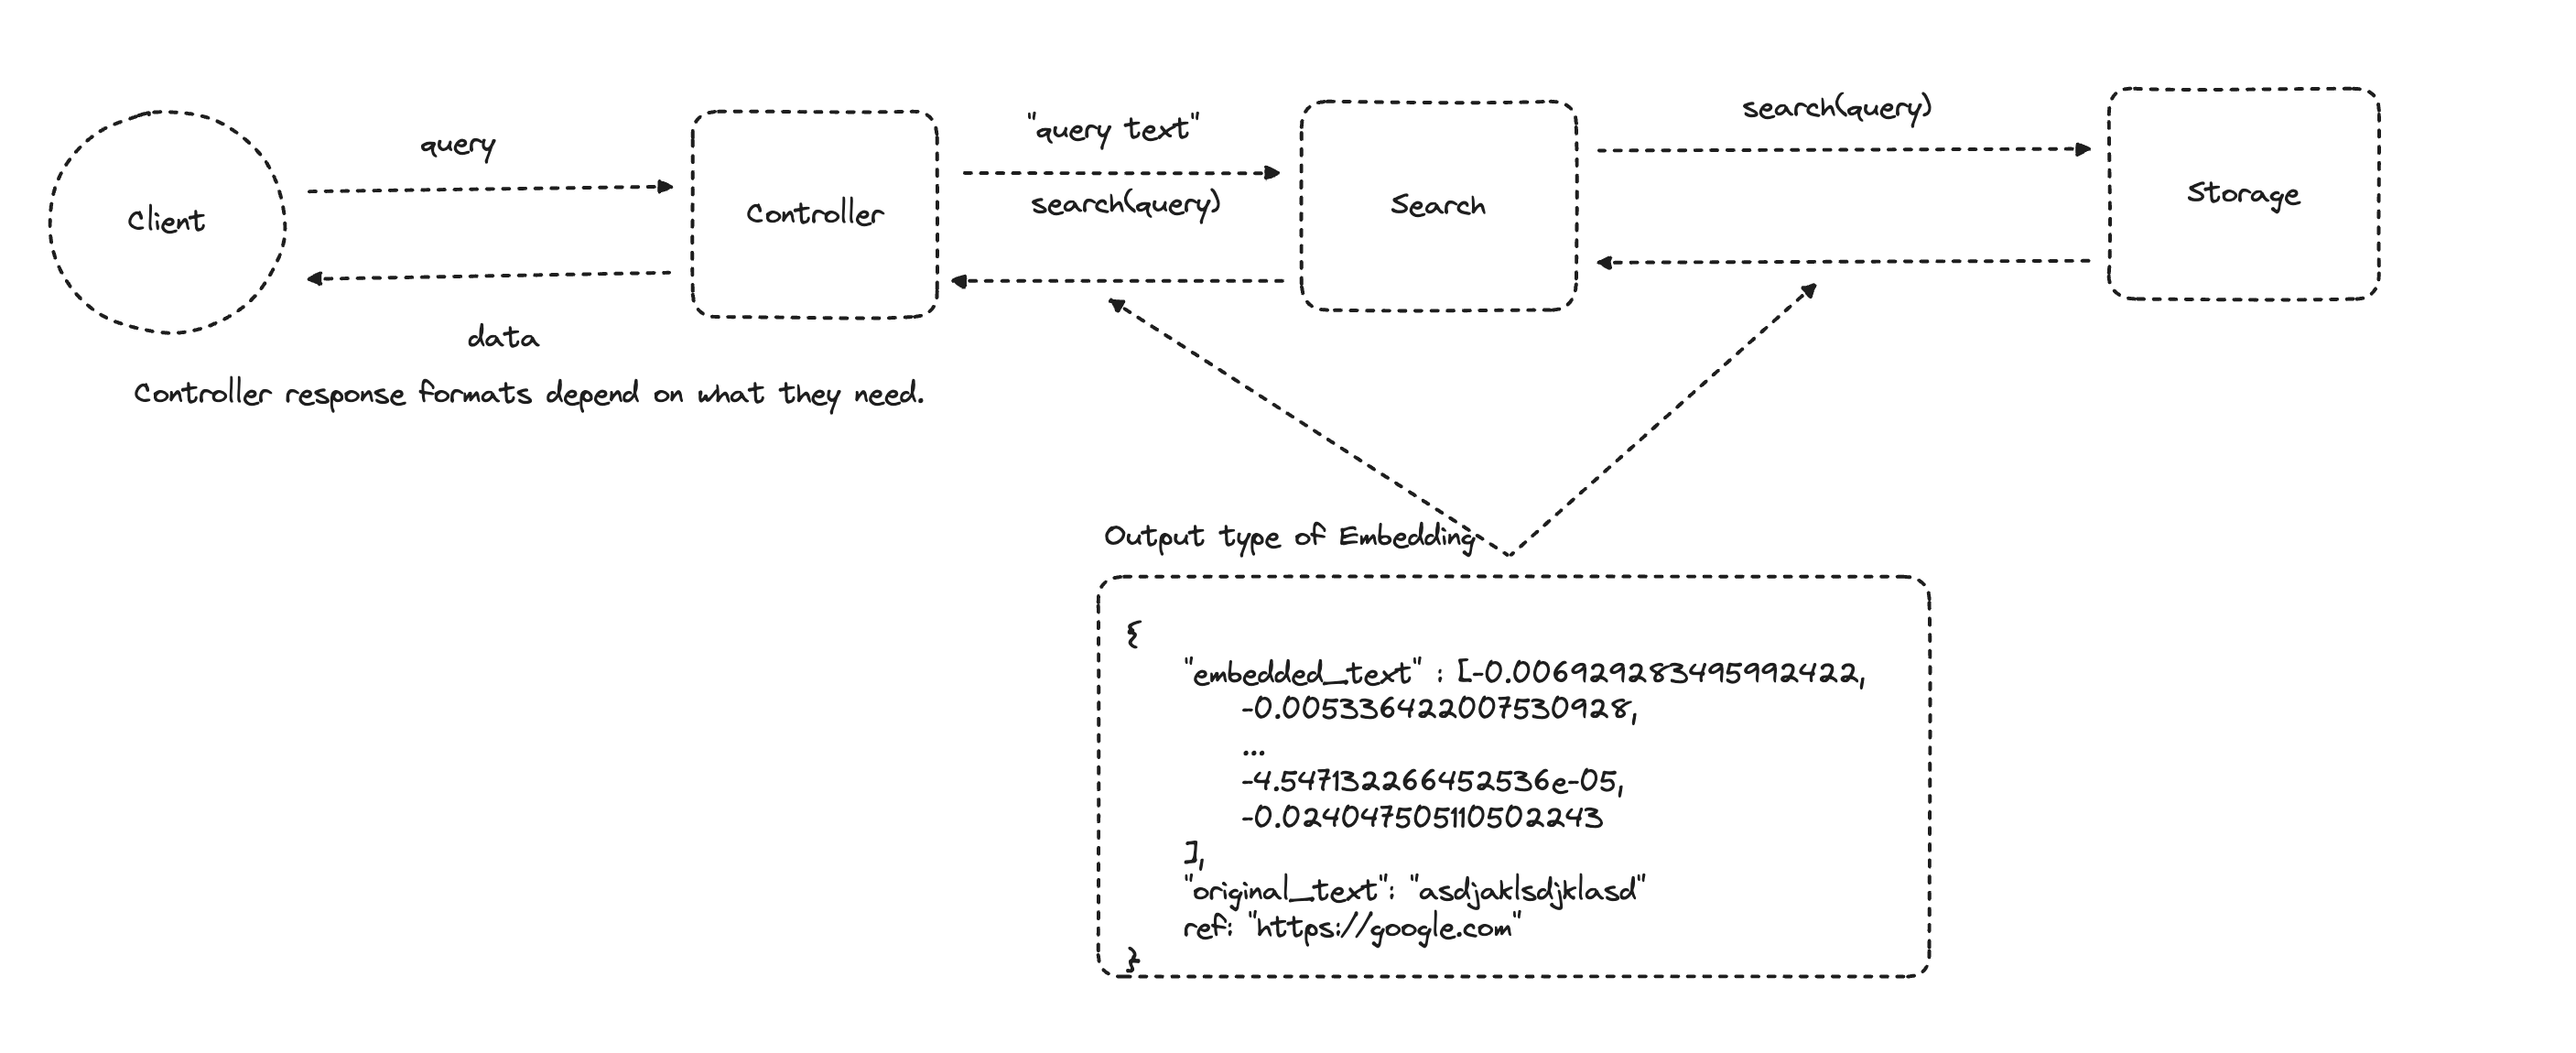 search(query)
"query text"
query
Storage
search(query)
Search
Controller
Client
data
Controller response formats depend on what they need.
Output type of Embedding
{
"embedded_text" : [-0.006929283495992422,
-0.005336422007530928,
...
-4.547132266452536e-05,
-0.024047505110502243
],
"original_text": "asdjaklsdjklasd"
ref: "https://google.com"
}